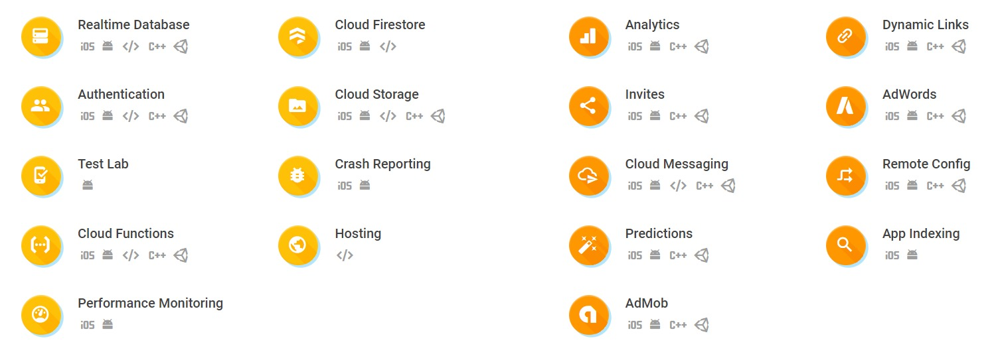 Realtime Database
iOS </> C++
Cloud Firestore
iOS </>
Analytics
iOS C++
Dynamic Links
iOS C++
Authentication
iOS </> C++
Cloud Storage
iOS </> C++
Invites
iOS C++
AdWords
iOS C++
Test Lab
Crash Reporting
iOS
Cloud Messaging
iOS </> C++
Remote Config
iOS C++
Cloud Functions
iOS </> C++
Hosting
</>
Predictions
iOS C++
App Indexing
iOS
Performance Monitoring
iOS
AdMob
iOS C++